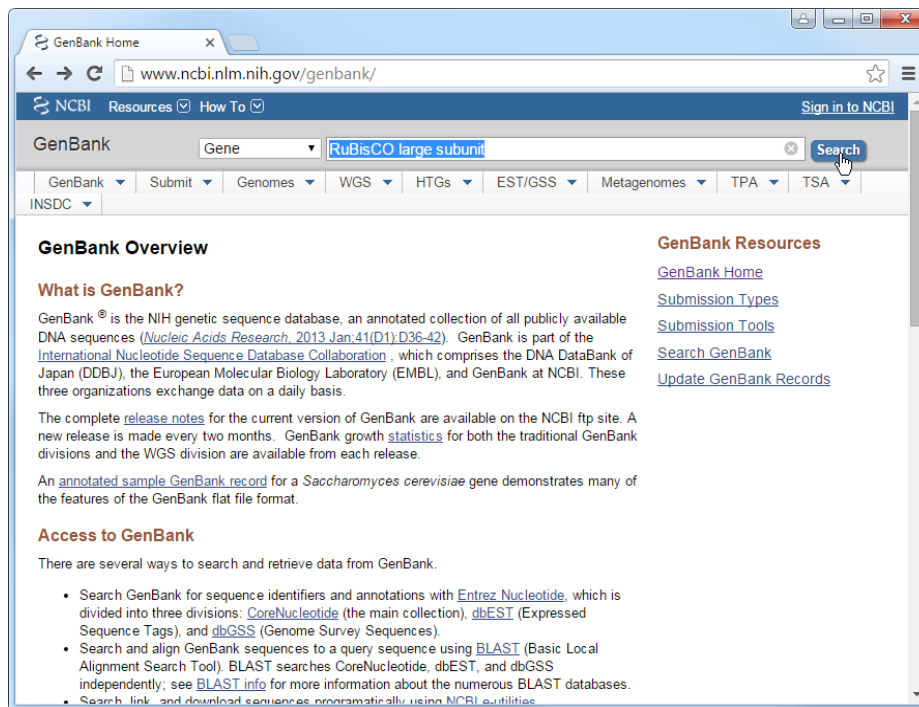 GenBank Home
www.ncbi.nlm.nih.gov/genbank/
NCBI Resources How To Sign in to NCBI
GenBank Gene RuBisCO large subunit Search
GenBank Submit Genomes WGS HTGs EST/GSS Metagenomes TPA TSA
INSDC
GenBank Overview
What is GenBank?
GenBank ® is the NIH genetic sequence database, an annotated collection of all publicly available
DNA sequences (Nucleic Acids Research, 2013 Jan;41(D1):D36-42). GenBank is part of the
International Nucleotide Sequence Database Collaboration , which comprises the DNA DataBank of
Japan (DDBJ), the European Molecular Biology Laboratory (EMBL), and GenBank at NCBI. These
three organizations exchange data on a daily basis.
The complete release notes for the current version of GenBank are available on the NCBI ftp site. A
new release is made every two months. GenBank growth statistics for both the traditional GenBank
divisions and the WGS division are available from each release.
An annotated sample GenBank record for a Saccharomyces cerevisiae gene demonstrates many of
the features of the GenBank flat file format.
Access to GenBank
There are several ways to search and retrieve data from GenBank.
• Search GenBank for sequence identifiers and annotations with Entrez Nucleotide, which is
divided into three divisions: CoreNucleotide (the main collection), dbEST (Expressed
Sequence Tags), and dbGSS (Genome Survey Sequences).
• Search and align GenBank sequences to a query sequence using BLAST (Basic Local
Alignment Search Tool). BLAST searches CoreNucleotide, dbEST, and dbGSS
independently; see BLAST info for more information about the numerous BLAST databases.
• Search, link, and download sequences programatically using NCBI e-utilities.
GenBank Resources
GenBank Home
Submission Types
Submission Tools
Search GenBank
Update GenBank Records